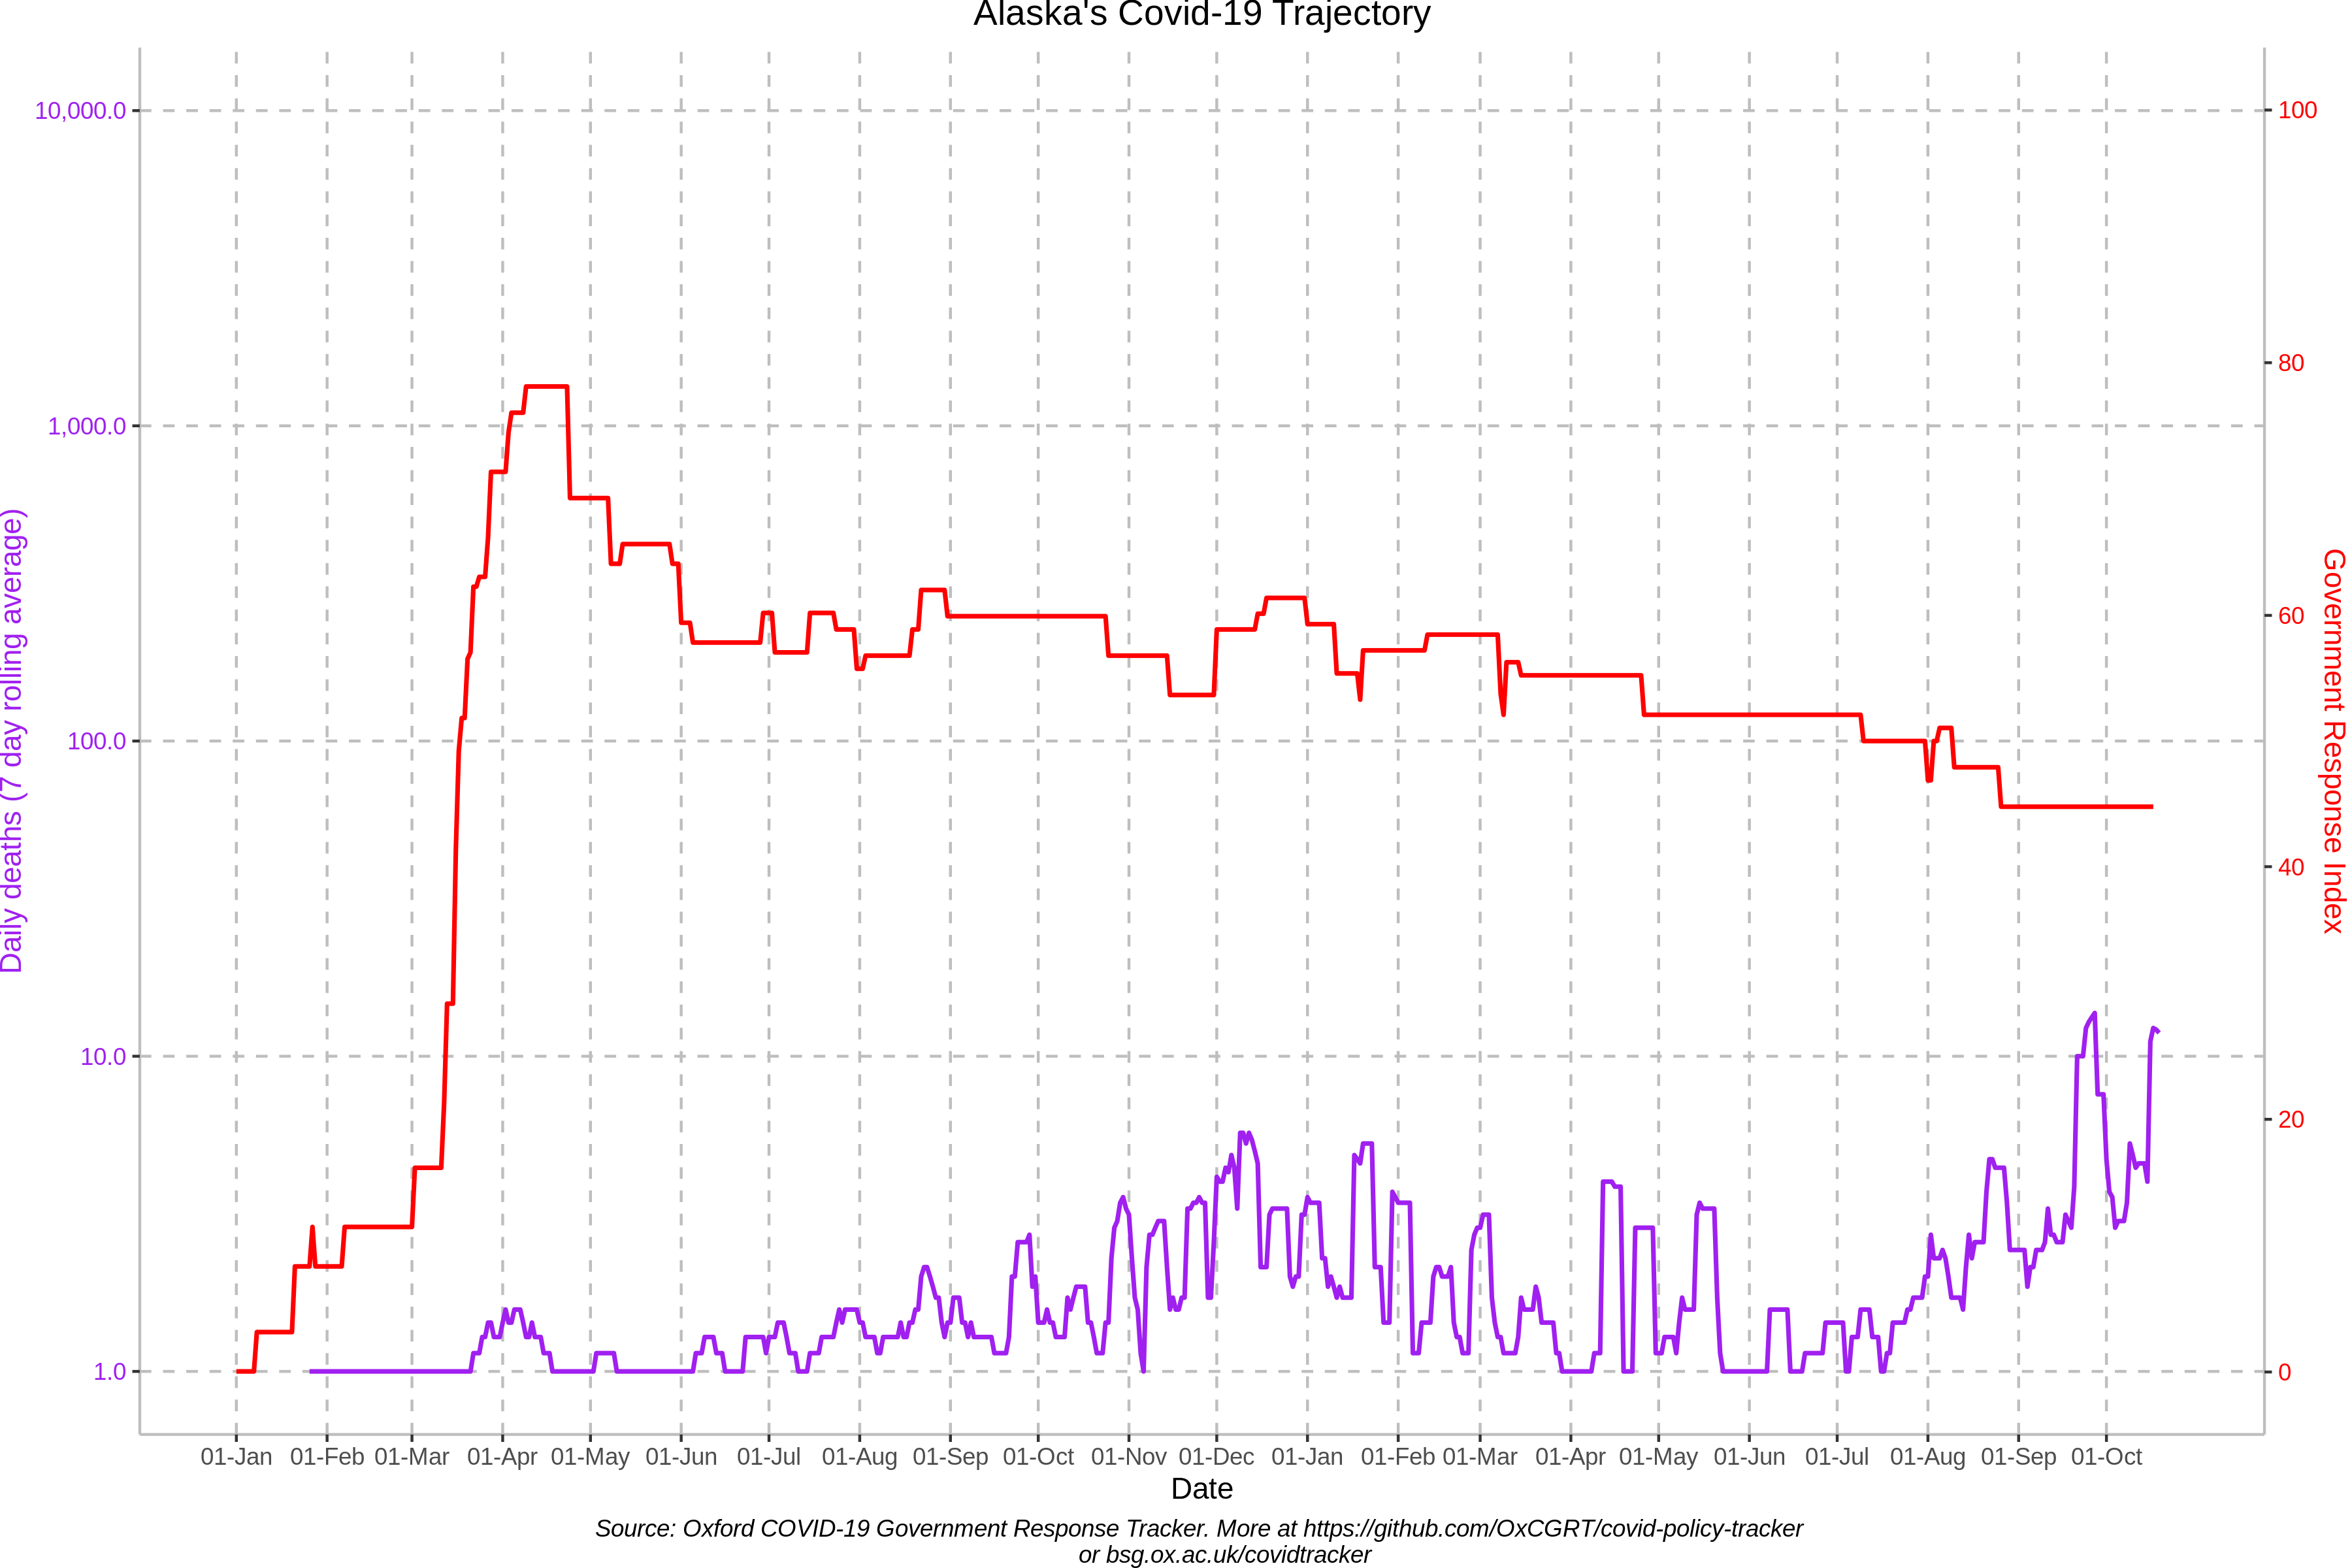 Alaska's Covid-19 Trajectory
10,000.0
1,000.0
100.0
10.0
1.0
Daily deaths (7 day rolling average)
100
80
60
40
20
0
Government Response Index
01-Jan 01-Feb 01-Mar 01-Apr 01-May 01-Jun 01-Jul 01-Aug 01-Sep 01-Oct 01-Nov 01-Dec 01-Jan 01-Feb 01-Mar 01-Apr 01-May 01-Jun 01-Jul 01-Aug 01-Sep 01-Oct
Date
Source: Oxford COVID-19 Government Response Tracker. More at https://github.com/OxCGRT/covid-policy-tracker
or bsg.ox.ac.uk/covidtracker